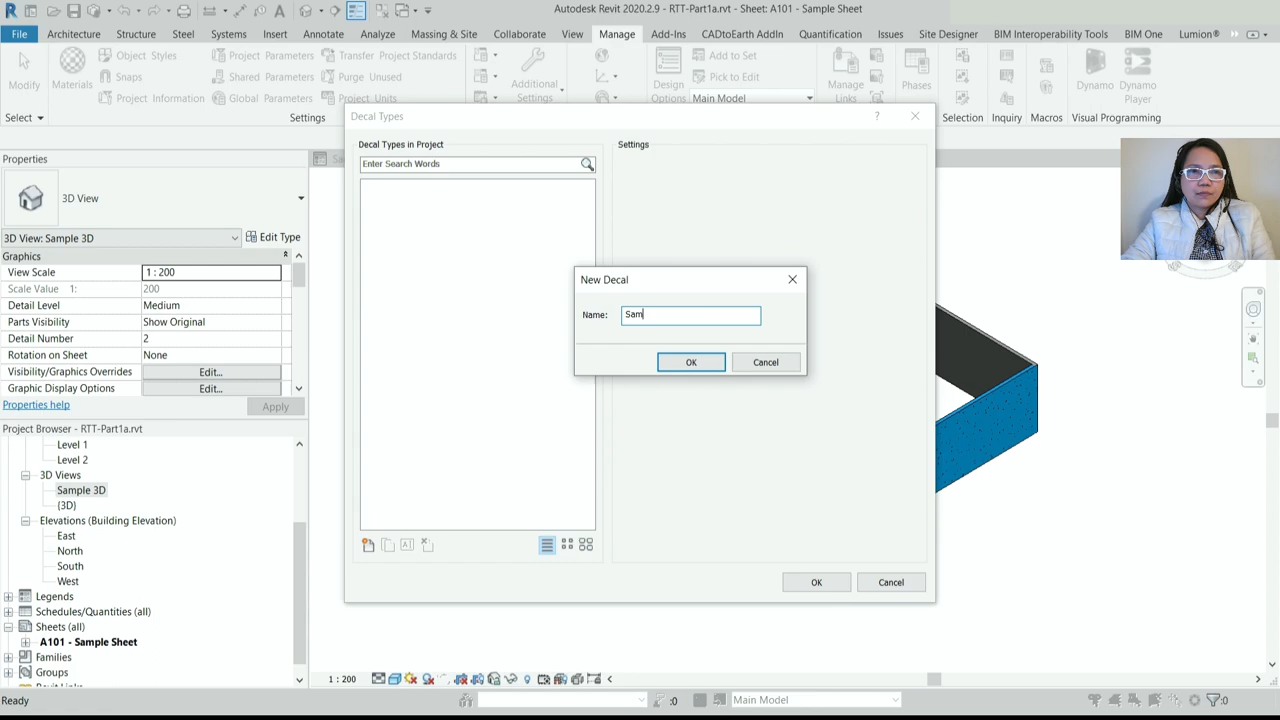 Autodesk Revit 2020.2.9 - RTT-Part1a.rvt - Sheet: A101 - Sample Sheet
File Architecture Structure Steel Systems Insert Annotate Analyze Massing & Site Collaborate View Manage Add-Ins CADtoEarth AddIn Quantification Issues Site Designer BIM Interoperability Tools BIM One Lumion®
Modify
Materials
Object Styles
Snaps
Project Information
Project Parameters
Shared Parameters
Global Parameters
Transfer Project Standards
Purge Unused
Project Units
Additional
Settings
Design
Options
Add to Set
Pick to Edit
Main Model
Manage
Links
Phases
Dynamo
Dynamo
Player
Select
Settings
Selection Inquiry Macros Visual Programming
Properties
3D View
3D View: Sample 3D
Edit Type
Graphics
View Scale 1 : 200
Scale Value 1: 200
Detail Level Medium
Parts Visibility Show Original
Detail Number 2
Rotation on Sheet None
Visibility/Graphics Overrides Edit...
Graphic Display Options Edit...
Properties help
Apply
Project Browser - RTT-Part1a.rvt
Level 1
Level 2
3D Views
Sample 3D
{3D}
Elevations (Building Elevation)
East
North
South
West
Legends
Schedules/Quantities (all)
Sheets (all)
A101 - Sample Sheet
Families
Groups
Decal Types
?
Decal Types in Project
Enter Search Words
Settings
New Decal
Name: Sam
OK Cancel
OK Cancel
1 : 200
Ready
:0
Main Model
:0